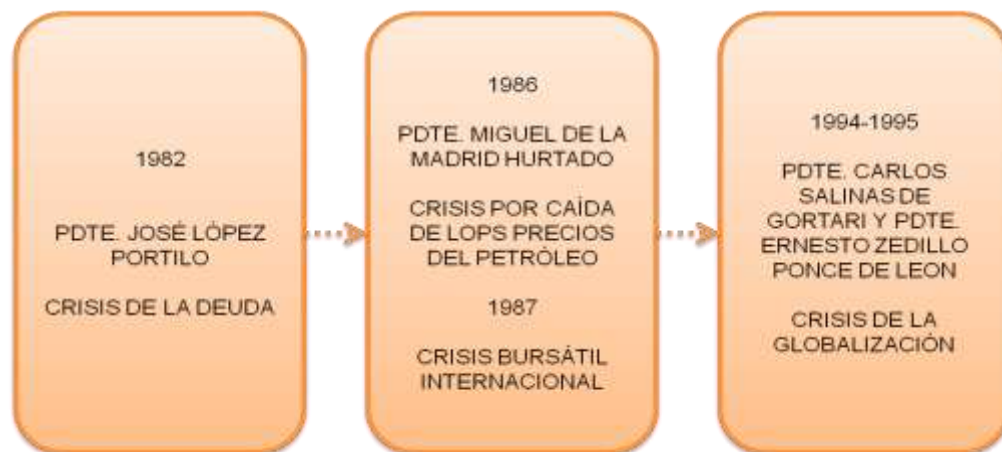 1982
PDTE. JOSÉ LÓPEZ
PORTILO
CRISIS DE LA DEUDA
1986
PDTE. MIGUEL DE LA
MADRID HURTADO
CRISIS POR CAÍDA
DE LOPS PRECIOS
DEL PETRÓLEO
1987
CRISIS BURSÁTIL
INTERNACIONAL
1994-1995
PDTE. CARLOS
SALINAS DE
GORTARI Y PDTE.
ERNESTO ZEDILLO
PONCE DE LEON
CRISIS DE LA
GLOBALIZACIÓN